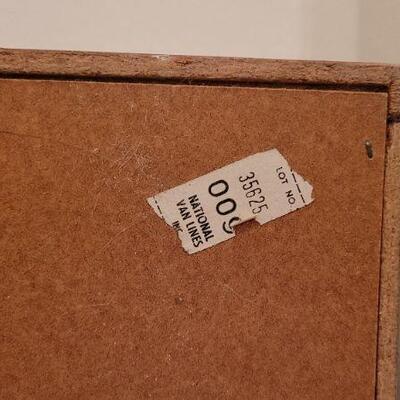 LOT NO.
35625
009
NATIONAL
VAN LINES
INC.